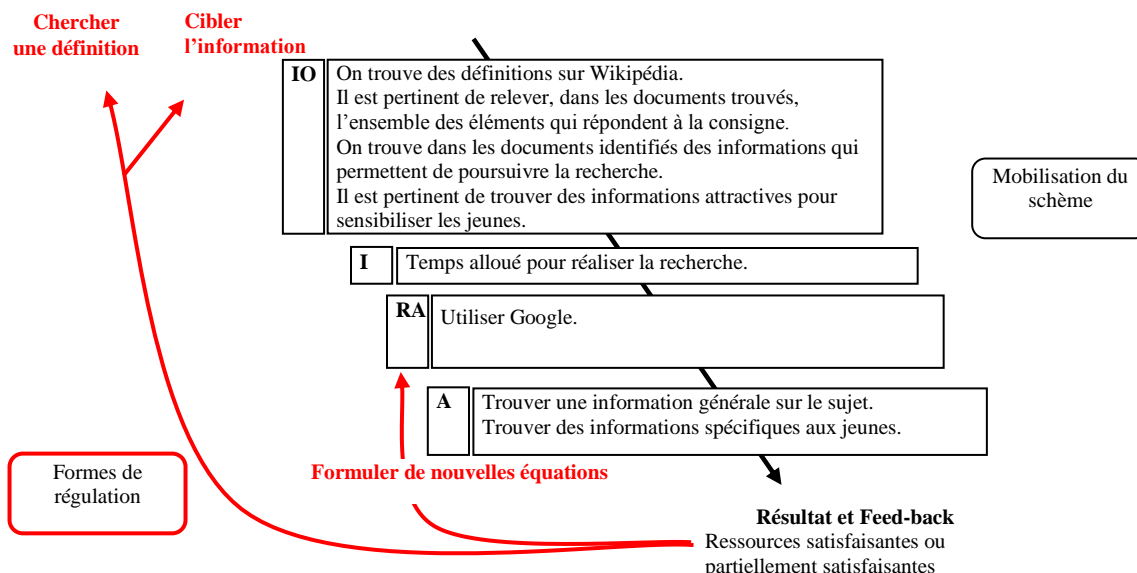 Chercher
une définition
Cibler
l’information
IO
On trouve des définitions sur Wikipédia.
Il est pertinent de relever, dans les documents trouvés,
l’ensemble des éléments qui répondent à la consigne.
On trouve dans les documents identifiés des informations qui
permettent de poursuivre la recherche.
Il est pertinent de trouver des informations attractives pour
sensibiliser les jeunes.
Mobilisation du
schème
I
Temps alloué pour réaliser la recherche.
RA
Utiliser Google.
A
Trouver une information générale sur le sujet.
Trouver des informations spécifiques aux jeunes.
Formes de
régulation
Formuler de nouvelles équations
Résultat et Feed-back
Ressources satisfaisantes ou
partiellement satisfaisantes